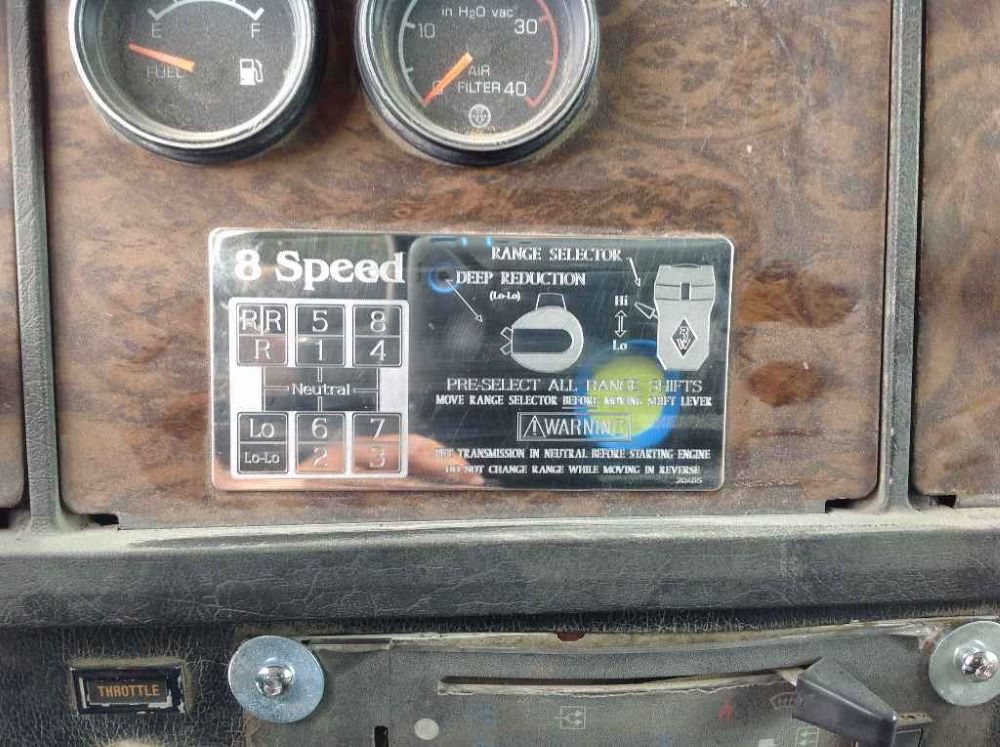 E F
FUEL
in H2O vac
10 30
0 40
AIR
FILTER
8 Speed
RANGE SELECTOR
DEEP REDUCTION
(Lo-Lo)
Hi
Lo
R R 5 8
R 1 4
Neutral
Lo 6 7
Lo-Lo 2 3
PRE-SELECT ALL RANGE SHIFTS
MOVE RANGE SELECTOR BEFORE MOVING SHIFT LEVER
WARNING
PUT TRANSMISSION IN NEUTRAL BEFORE STARTING ENGINE
DO NOT CHANGE RANGE WHILE MOVING IN REVERSE
20485
THROTTLE